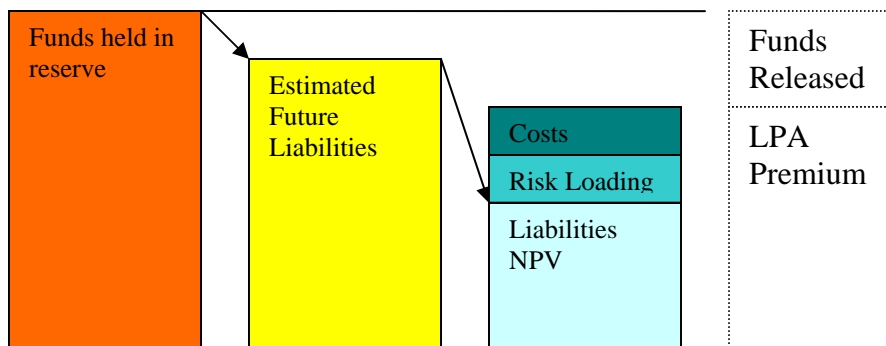 Funds held in
reserve
Estimated
Future
Liabilities
Costs
Risk Loading
Liabilities
NPV
Funds
Released
LPA
Premium